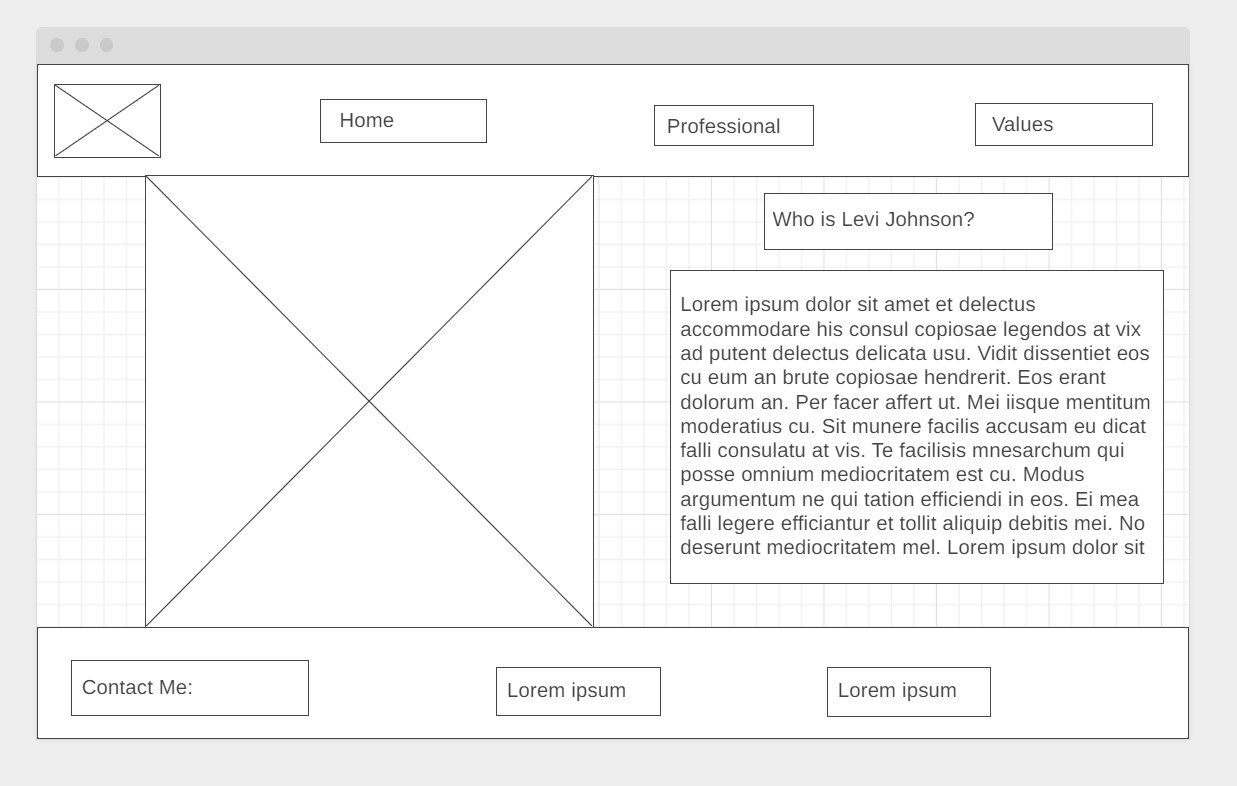 Home
Professional
Values
Who is Levi Johnson?
Lorem ipsum dolor sit amet et delectus
accommodare his consul copiosae legendos at vix
ad putent delectus delicata usu. Vidit dissentiet eos
cu eum an brute copiosae hendrerit. Eos erant
dolorum an. Per facer affert ut. Mei iisque mentitum
moderatius cu. Sit munere facilis accusam eu dicat
falli consulatu at vis. Te facilisis mnesarchum qui
posse omnium mediocritatem est cu. Modus
argumentum ne qui tation efficiendi in eos. Ei mea
falli legere efficiantur et tollit aliquip debitis mei. No
deserunt mediocritatem mel. Lorem ipsum dolor sit
Contact Me:
Lorem ipsum
Lorem ipsum